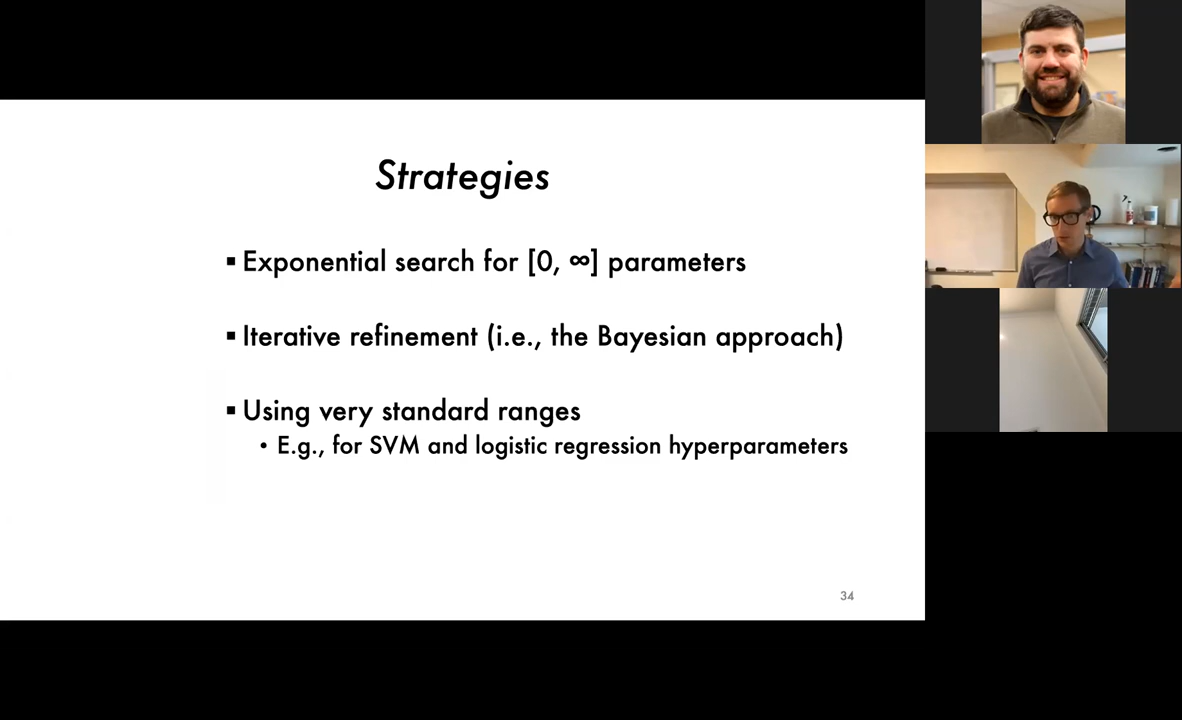 Strategies
▪ Exponential search for [0, ∞] parameters
▪ Iterative refinement (i.e., the Bayesian approach)
▪ Using very standard ranges
• E.g., for SVM and logistic regression hyperparameters
34